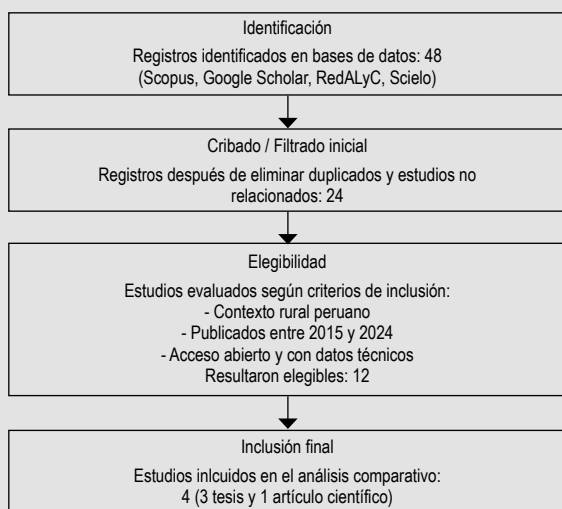 Identificación
Registros identificados en bases de datos: 48
(Scopus, Google Scholar, RedALyC, Scielo)
Cribado / Filtrado inicial
Registros después de eliminar duplicados y estudios no
relacionados: 24
Elegibilidad
Estudios evaluados según criterios de inclusión:
- Contexto rural peruano
- Publicados entre 2015 y 2024
- Acceso abierto y con datos técnicos
Resultaron elegibles: 12
Inclusión final
Estudios inlcuidos en el análisis comparativo:
4 (3 tesis y 1 artículo científico)